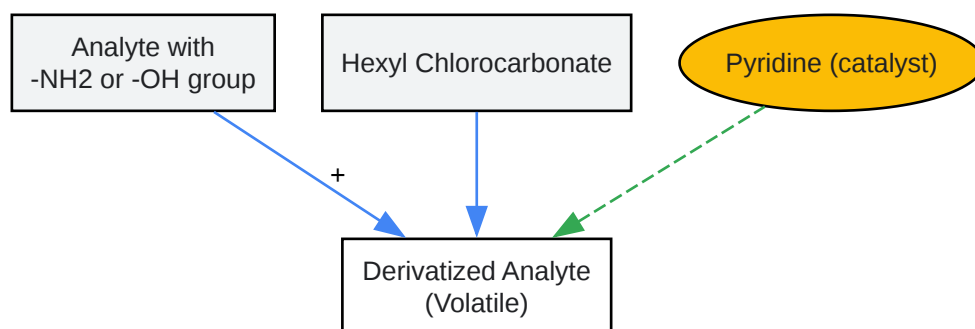 Analyte with
-NH2 or -OH group
Hexyl Chlorocarbonate
Pyridine (catalyst)
+
Derivatized Analyte
(Volatile)